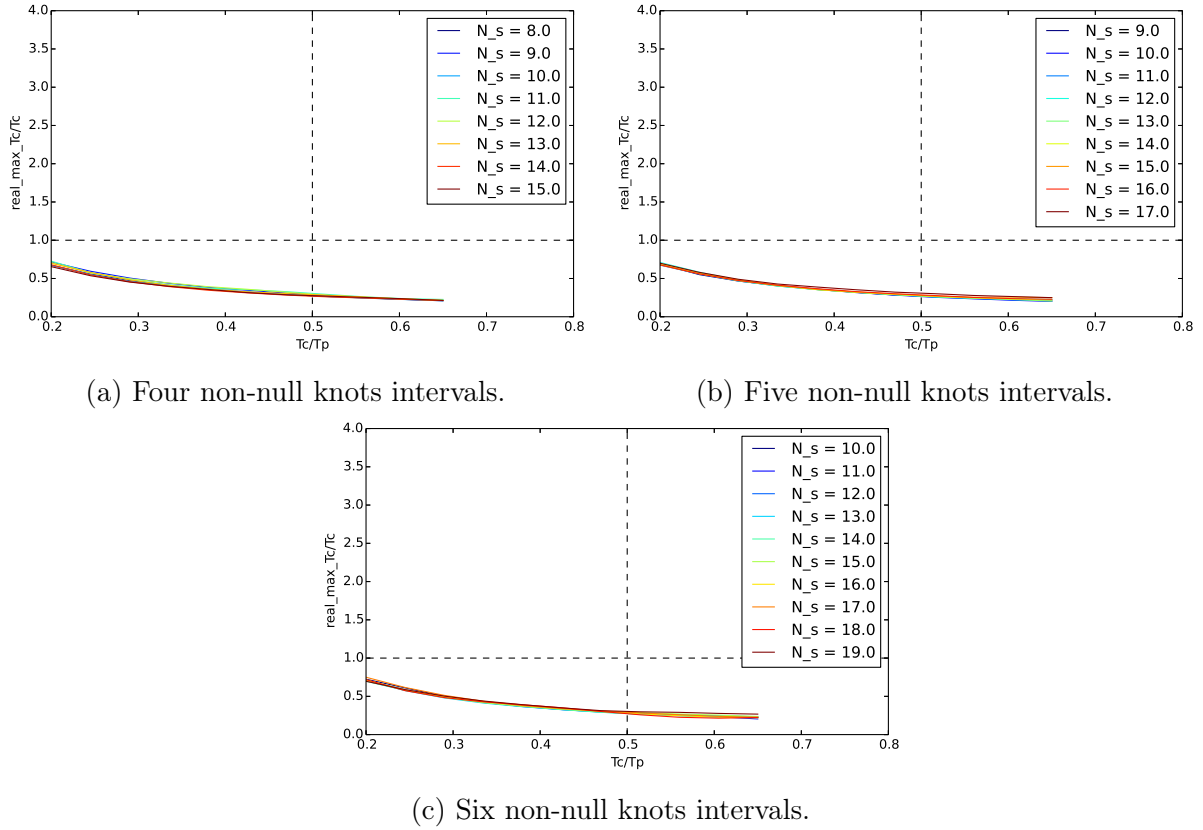 4.0
3.5
3.0
2.5
2.0
1.5
1.0
0.5
0.0
real_max_Tc/Tc
0.2 0.3 0.4 0.5 0.6 0.7 0.8
Tc/Tp
N_s = 8.0
N_s = 9.0
N_s = 10.0
N_s = 11.0
N_s = 12.0
N_s = 13.0
N_s = 14.0
N_s = 15.0
(a) Four non-null knots intervals.
4.0
3.5
3.0
2.5
2.0
1.5
1.0
0.5
0.0
real_max_Tc/Tc
0.2 0.3 0.4 0.5 0.6 0.7 0.8
Tc/Tp
N_s = 9.0
N_s = 10.0
N_s = 11.0
N_s = 12.0
N_s = 13.0
N_s = 14.0
N_s = 15.0
N_s = 16.0
N_s = 17.0
(b) Five non-null knots intervals.
4.0
3.5
3.0
2.5
2.0
1.5
1.0
0.5
0.0
real_max_Tc/Tc
0.2 0.3 0.4 0.5 0.6 0.7 0.8
Tc/Tp
N_s = 10.0
N_s = 11.0
N_s = 12.0
N_s = 13.0
N_s = 14.0
N_s = 15.0
N_s = 16.0
N_s = 17.0
N_s = 18.0
N_s = 19.0
(c) Six non-null knots intervals.